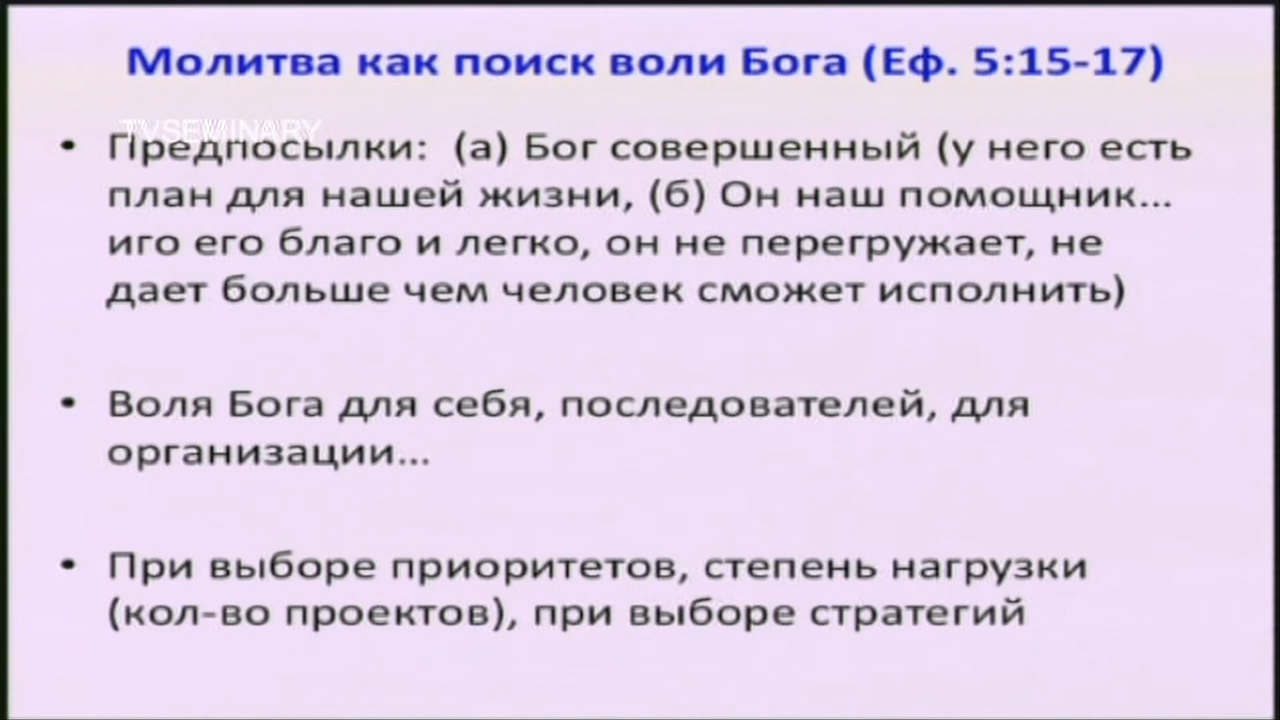 Молитва как поиск воли Бога (Еф. 5:15-17)
TVSEMINARY
• Предпосылки: (а) Бог совершенный (у него есть
план для нашей жизни, (б) Он наш помощник...
иго его благо и легко, он не перегружает, не
дает больше чем человек сможет исполнить)
• Воля Бога для себя, последователей, для
организации...
• При выборе приоритетов, степень нагрузки
(кол-во проектов), при выборе стратегий